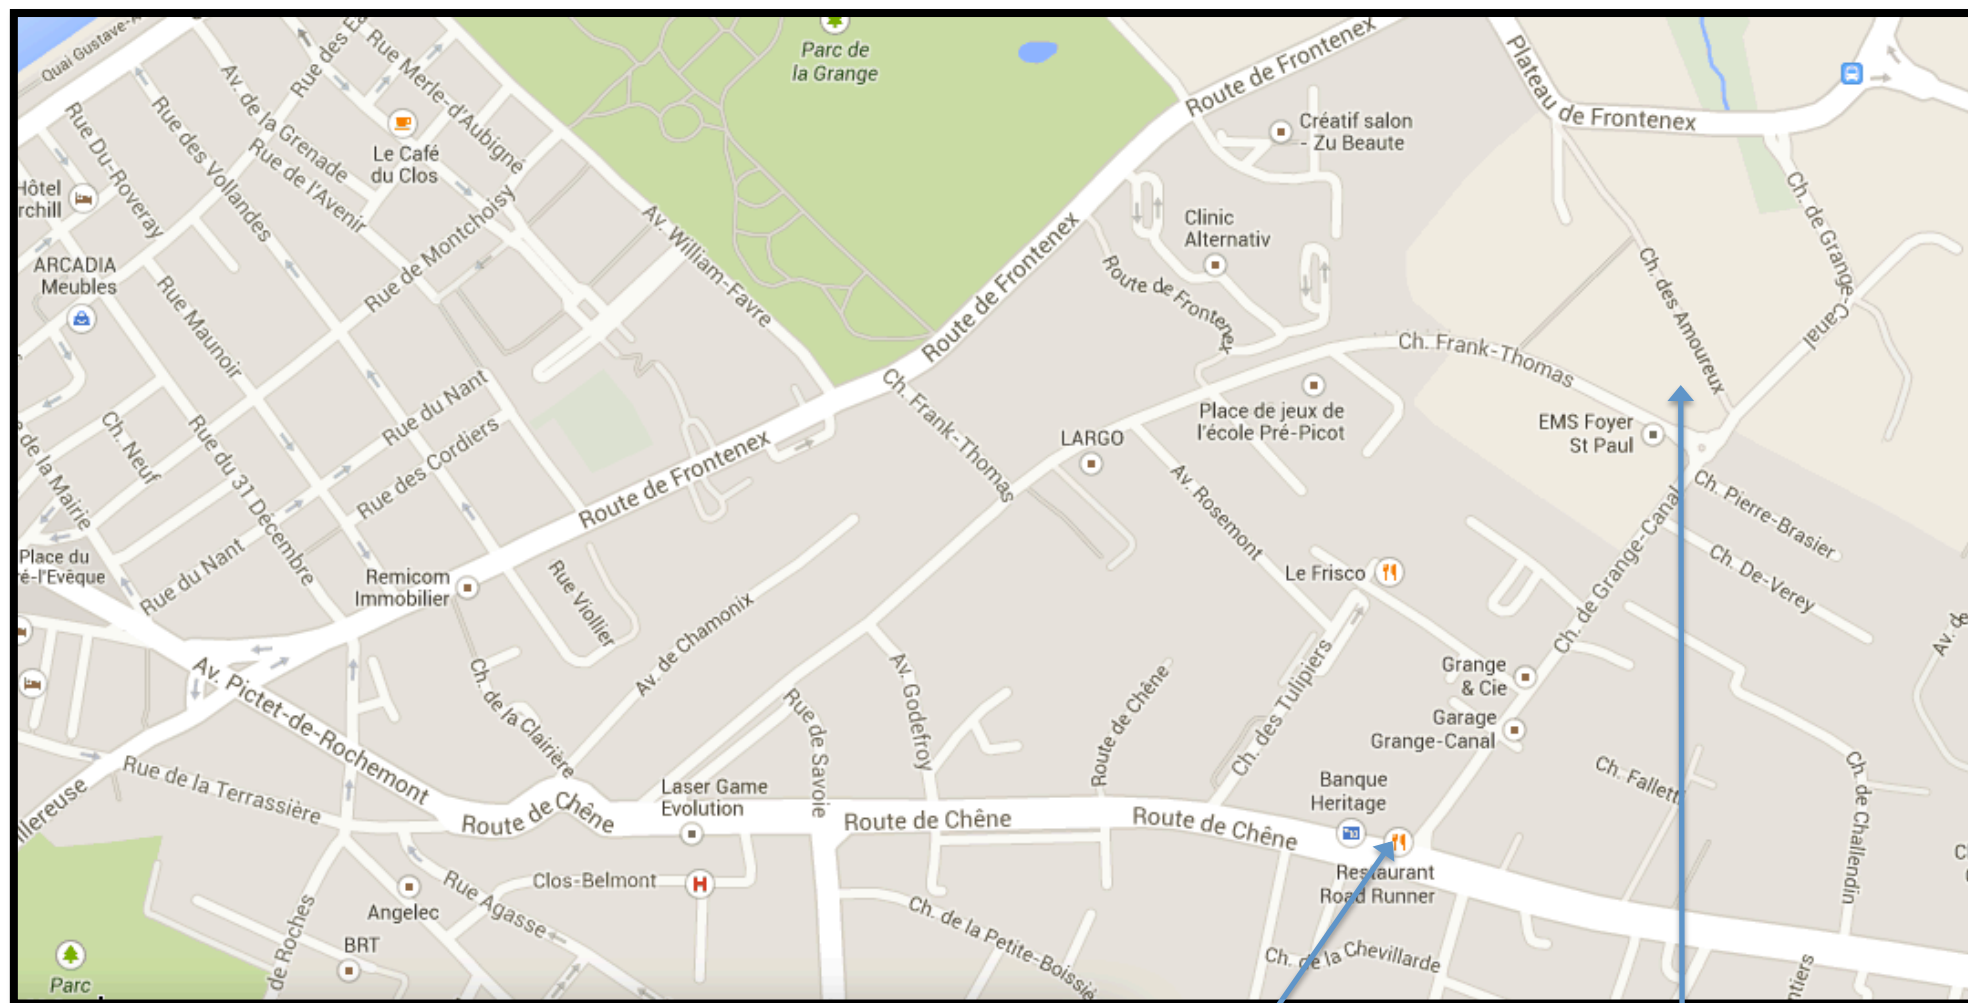 Quai Gustave-A
Av. de la Grenade
Rue des Ea
Rue Merle-d'Aubigné
Parc de
la Grange
Route de Frontenex
Plateau de Frontenex
Rue Du-Roveray
Rue des Vollandes
Rue de l'Avenir
Le Café
du Clos
Créatif salon
- Zu Beaute
Hôtel
rchill
Rue de Montchoisy
Av. William-Favre
Clinic
Alternativ
Ch. de Grange-Canal
ARCADIA
Meubles
Rue Maunoir
Route de Frontenex
Route de Frontenex
Ch. des Amoureux
Ch. Frank-Thomas
Ch. Frank-Thomas
Place de jeux de
l'école Pré-Picot
EMS Foyer
St Paul
LARGO
Rue du Nant
Rue des Cordiers
Ch. Neuf
Rue du 31 Décembre
de la Mairie
Route de Frontenex
Av. Rosemont
Ch. Pierre-Brasier
Ch. De-Verey
Ch. de Grange-Canal
Place du
ré-l'Evêque
Rue du Nant
Remicom
Immobilier
Rue Viollier
Le Frisco
Av. de
Av. de Chamonix
Av. Pictet-de-Rochemont
Ch. de la Clairière
Rue de Savoie
Av. Godefroy
Route de Chêne
Ch. des Tulipiers
Grange
& Cie
Garage
Grange-Canal
Rue de la Terrassière
illereuse
Laser Game
Evolution
Banque
Heritage
Ch. Fallett
Ch. de Challendin
Route de Chêne
Route de Chêne
Route de Chêne
Restaurant
Road Runner
Clos-Belmont
H
Rue Agasse
Angelec
BRT
de Roches
Ch. de la Petite-Boissiè
Ch. de la Chevillarde
ntiers
Parc